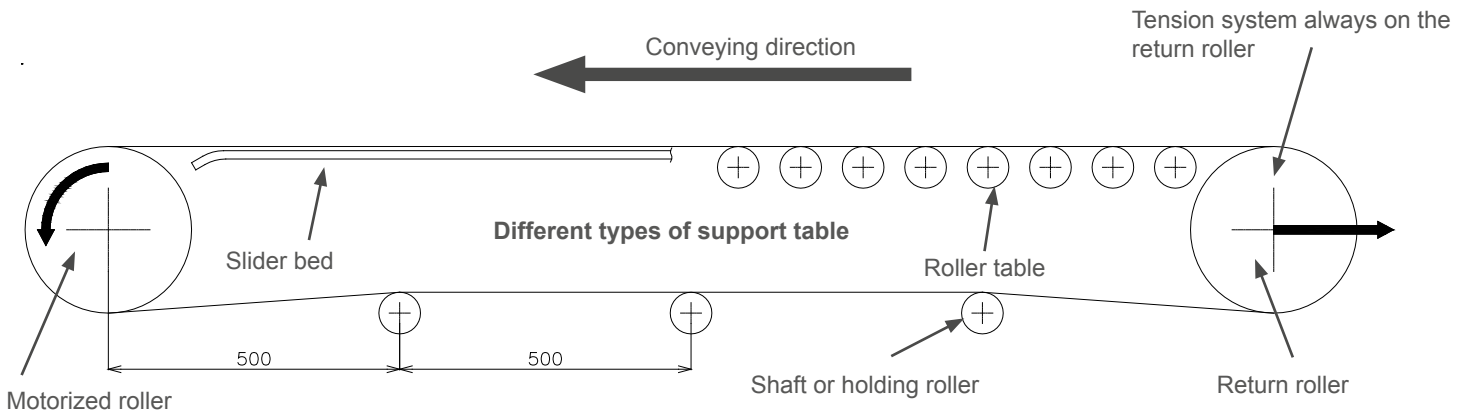 Tension system always on the
return roller
Conveying direction
Different types of support table
Slider bed
Roller table
500
500
Motorized roller
Shaft or holding roller
Return roller